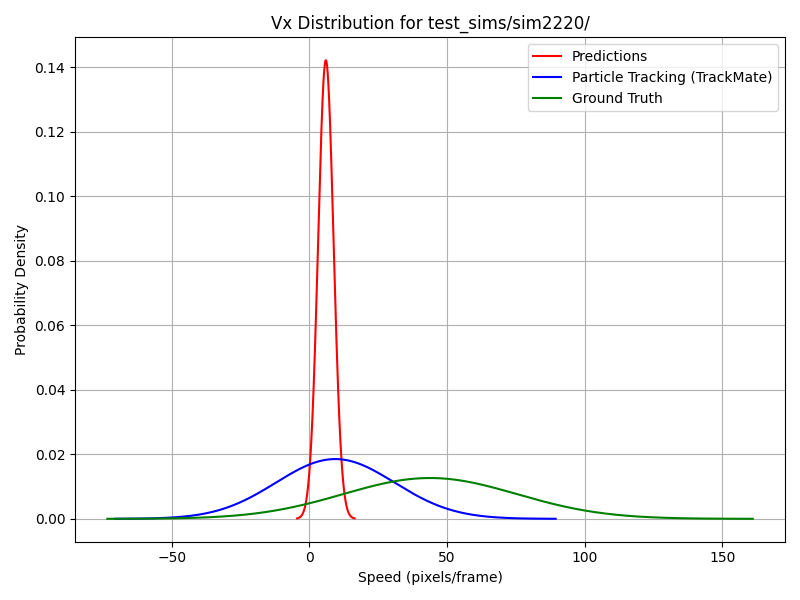 Vx Distribution for test_sims/sim2220/
Predictions
Particle Tracking (TrackMate)
Ground Truth
Probability Density
0.14
0.12
0.10
0.08
0.06
0.04
0.02
0.00
−50
0
50
100
150
Speed (pixels/frame)